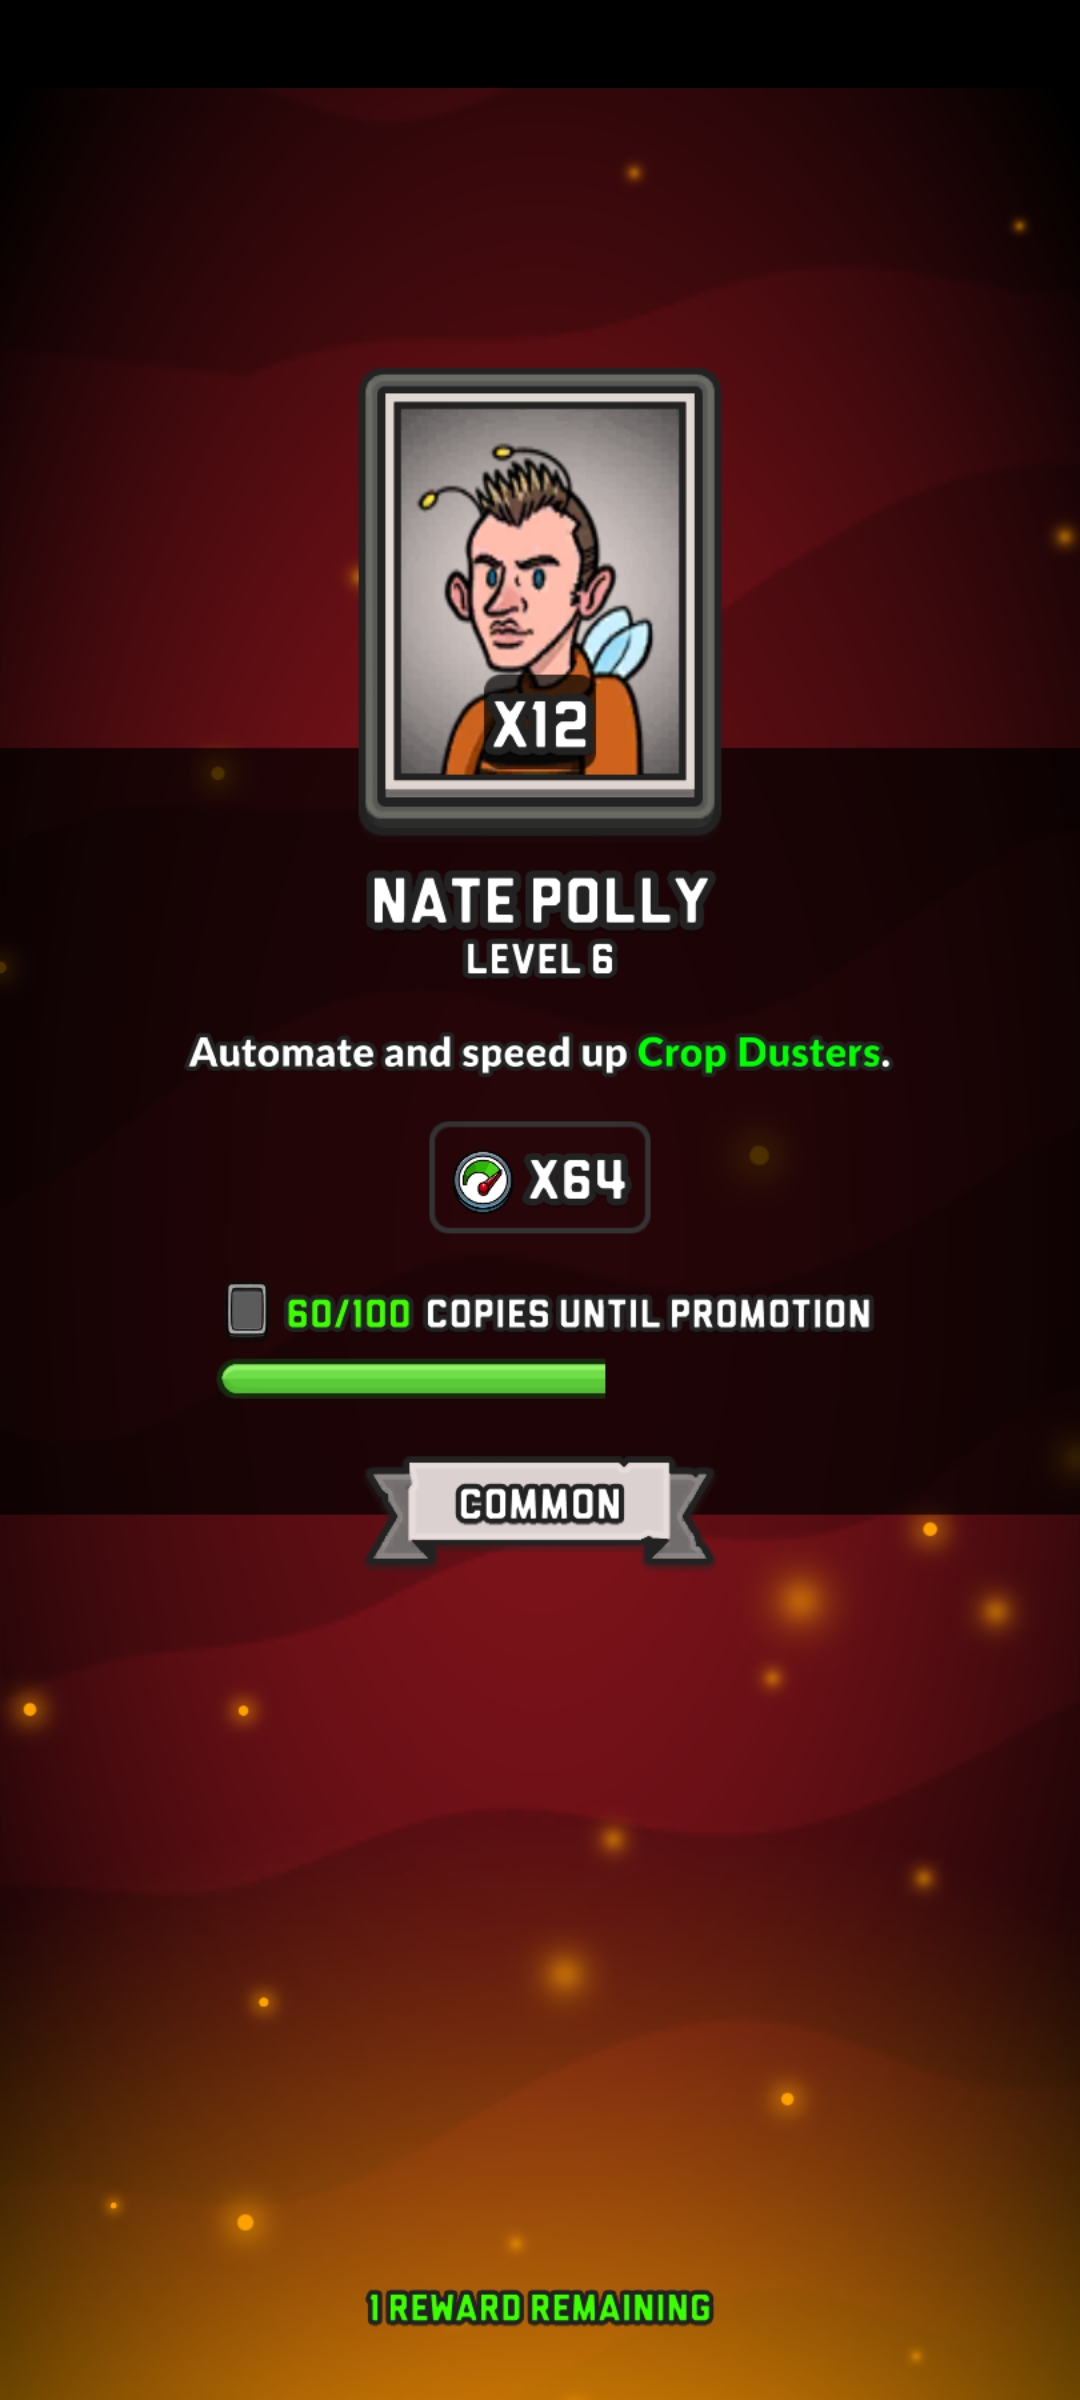 X12
NATE POLLY
LEVEL 6
Automate and speed up Crop Dusters.
X64
60/100 COPIES UNTIL PROMOTION
COMMON
1 REWARD REMAINING